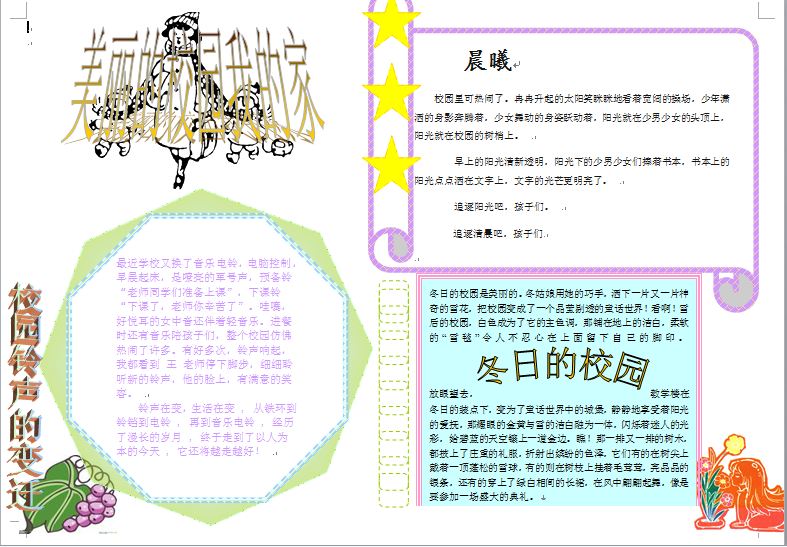 美丽的校园我的家
晨曦
校园里可热闹了。冉冉升起的太阳笑眯眯地看着宽阔的操场，少年潇
洒的身影奔腾着，少女舞动的身姿跃动着，阳光就在少男少女的头顶上，
阳光就在校园的树梢上。
早上的阳光清新透明，阳光下的少男少女们捧着书本，书本上的
阳光点点洒在文字上，文字的光芒更明亮了。
追逐阳光吧，孩子们。
追逐清晨吧，孩子们
校园铃声的变迁
最近学校又换了音乐电铃，电脑控制，
早晨起床，是嘹亮的军号声，预备铃
“老师同学们准备上课”，下课铃
“下课了，老师你辛苦了”。哇噻，
好悦耳的女中音还伴着轻音乐。进餐
时还有音乐陪孩子们，整个校园仿佛
热闹了许多。有好多次，铃声响起，
我都看到 王 老师停下脚步，细细聆
听新的铃声，他的脸上，有满意的笑
容。
铃声在变，生活在变 ， 从铁环到
铃铛到电铃 ， 再到音乐电铃 ， 经历
了漫长的岁月 ， 终于走到了以人为
本的今天 ， 它还将越走越好！
冬日的校园是美丽的。冬姑娘用她的巧手，洒下一片又一片神
奇的雪花，把校园变成了一个晶莹剔透的童话世界！看啊！雪
后的校园，白色成为了它的主色调，那铺在地上的洁白，柔软
的“雪毯”令人不忍心在上面留下自己的脚印。
冬日的校园
放眼望去， 教学楼在
冬日的装点下，变为了童话世界中的城堡，静静地享受着阳光
的爱抚，那耀眼的金黄与雪的洁白融为一体，闪烁着迷人的光
彩，给碧蓝的天空镶上一道金边。瞧！那一排又一排的树木，
都披上了庄重的礼服，折射出缤纷的色泽，它们有的在树尖上
戴着一顶蓬松的雪球，有的则在树枝上挂着毛茸茸，亮晶晶的
银条，还有的穿上了绿白相间的长裙，在风中翩翩起舞，像是
要参加一场盛大的典礼。